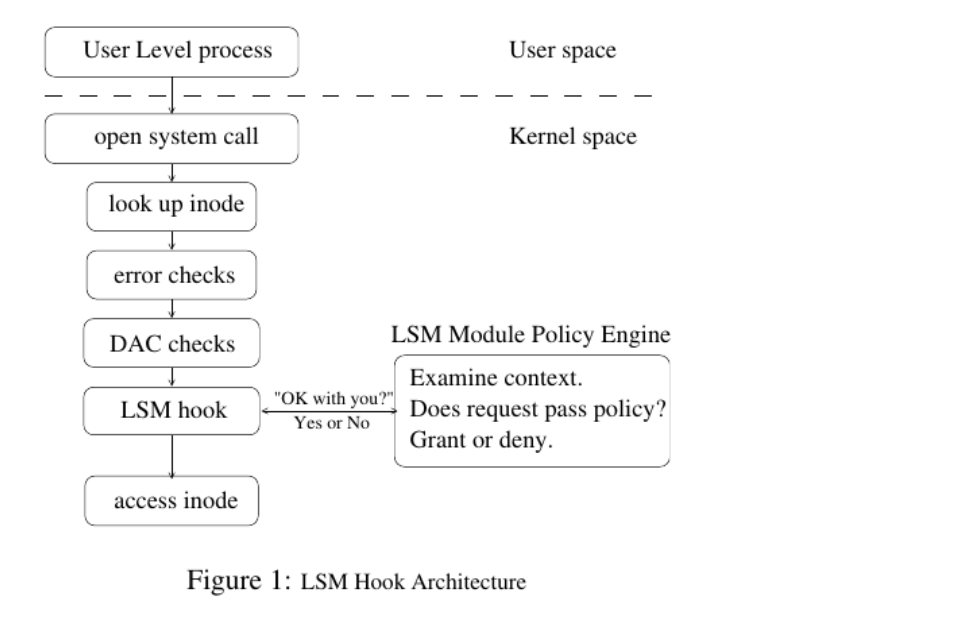 User Level process
User space
open system call
Kernel space
look up inode
error checks
DAC checks
LSM Module Policy Engine
Examine context.
LSM hook
"OK with you?"
Does request pass policy?
Yes or No
Grant or deny.
access inode
Figure 1: LSM Hook Architecture